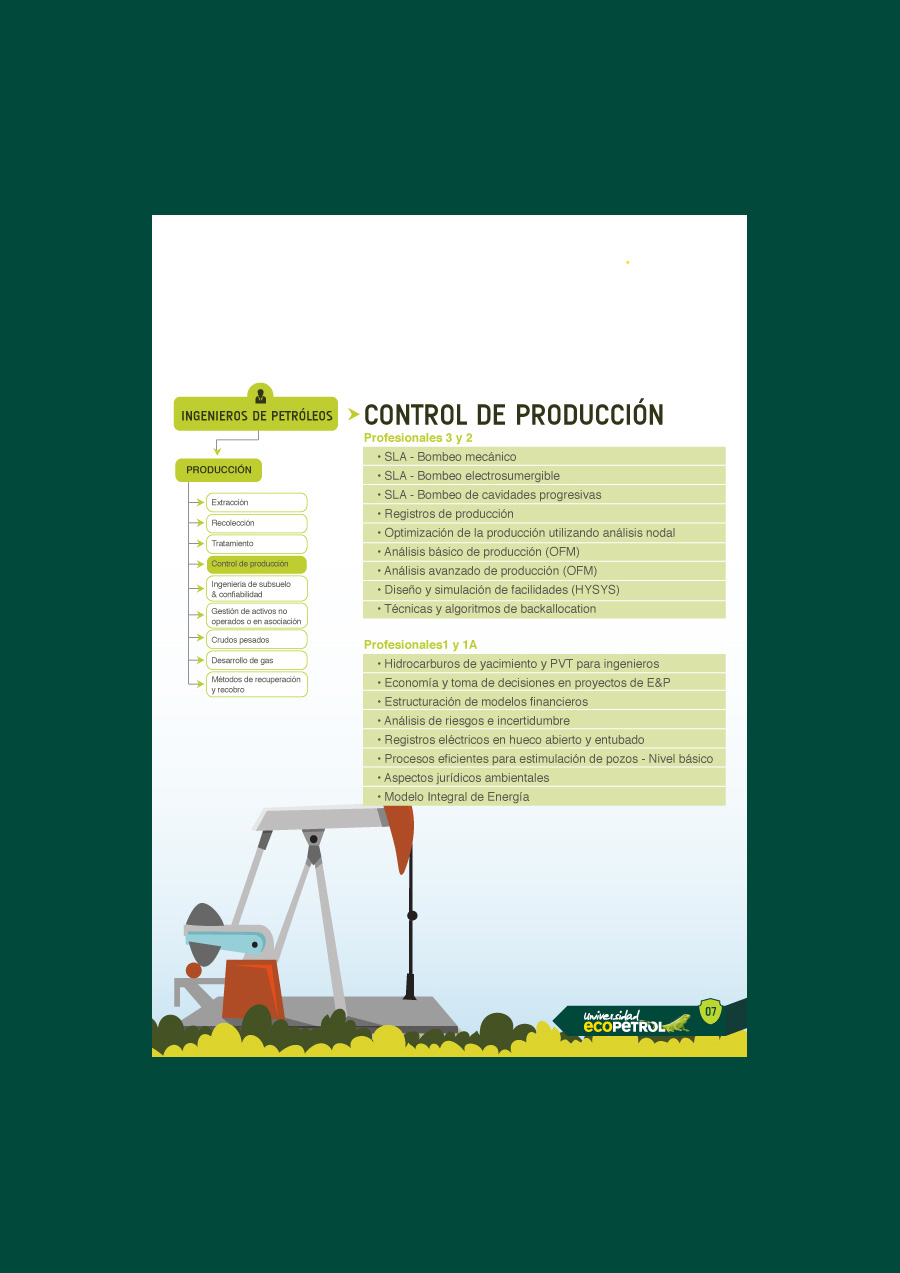 INGENIEROS DE PETRÓLEOS
PRODUCCIÓN
Extracción
Recolección
Tratamiento
Control de producción
Ingeniería de subsuelo
& confiabilidad
Gestión de activos no
operados o en asociación
Crudos pesados
Desarrollo de gas
Métodos de recuperación
y recobro
CONTROL DE PRODUCCIÓN
Profesionales 3 y 2
• SLA - Bombeo mecánico
• SLA - Bombeo electrosumergible
• SLA - Bombeo de cavidades progresivas
• Registros de producción
• Optimización de la producción utilizando análisis nodal
• Análisis básico de producción (OFM)
• Análisis avanzado de producción (OFM)
• Diseño y simulación de facilidades (HYSYS)
• Técnicas y algoritmos de backallocation
Profesionales1 y 1A
• Hidrocarburos de yacimiento y PVT para ingenieros
• Economía y toma de decisiones en proyectos de E&P
• Estructuración de modelos financieros
• Análisis de riesgos e incertidumbre
• Registros eléctricos en hueco abierto y entubado
• Procesos eficientes para estimulación de pozos - Nivel básico
• Aspectos jurídicos ambientales
• Modelo Integral de Energía
universidad
ecoPETROL
07